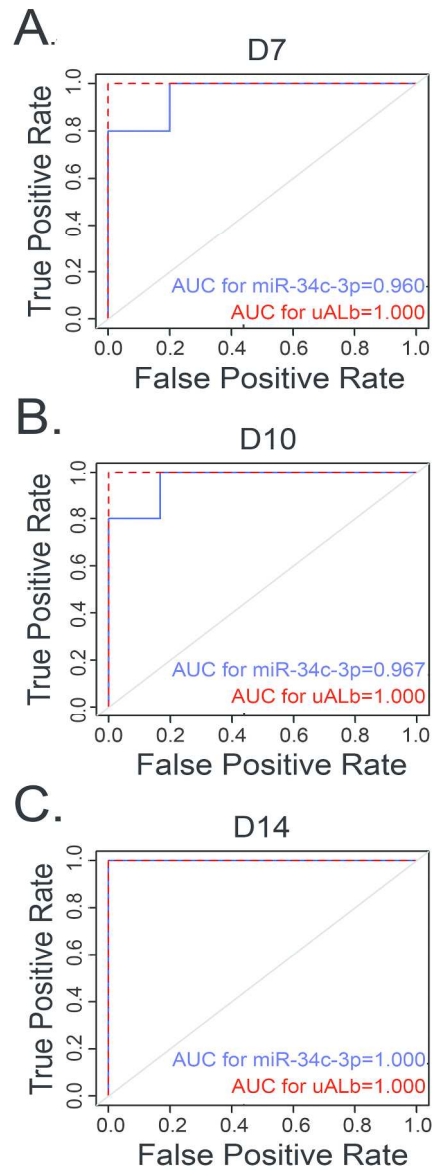 A.
D7
True Positive Rate
1.0
0.8
0.6
0.4
0.2
0.0
AUC for miR-34c-3p=0.960
AUC for uALb=1.000
0.0 0.2 0.4 0.6 0.8 1.0
False Positive Rate
B.
D10
True Positive Rate
1.0
0.8
0.6
0.4
0.2
0.0
AUC for miR-34c-3p=0.967
AUC for uALb=1.000
0.0 0.2 0.4 0.6 0.8 1.0
False Positive Rate
C.
D14
True Positive Rate
1.0
0.8
0.6
0.4
0.2
0.0
AUC for miR-34c-3p=1.000
AUC for uALb=1.000
0.0 0.2 0.4 0.6 0.8 1.0
False Positive Rate